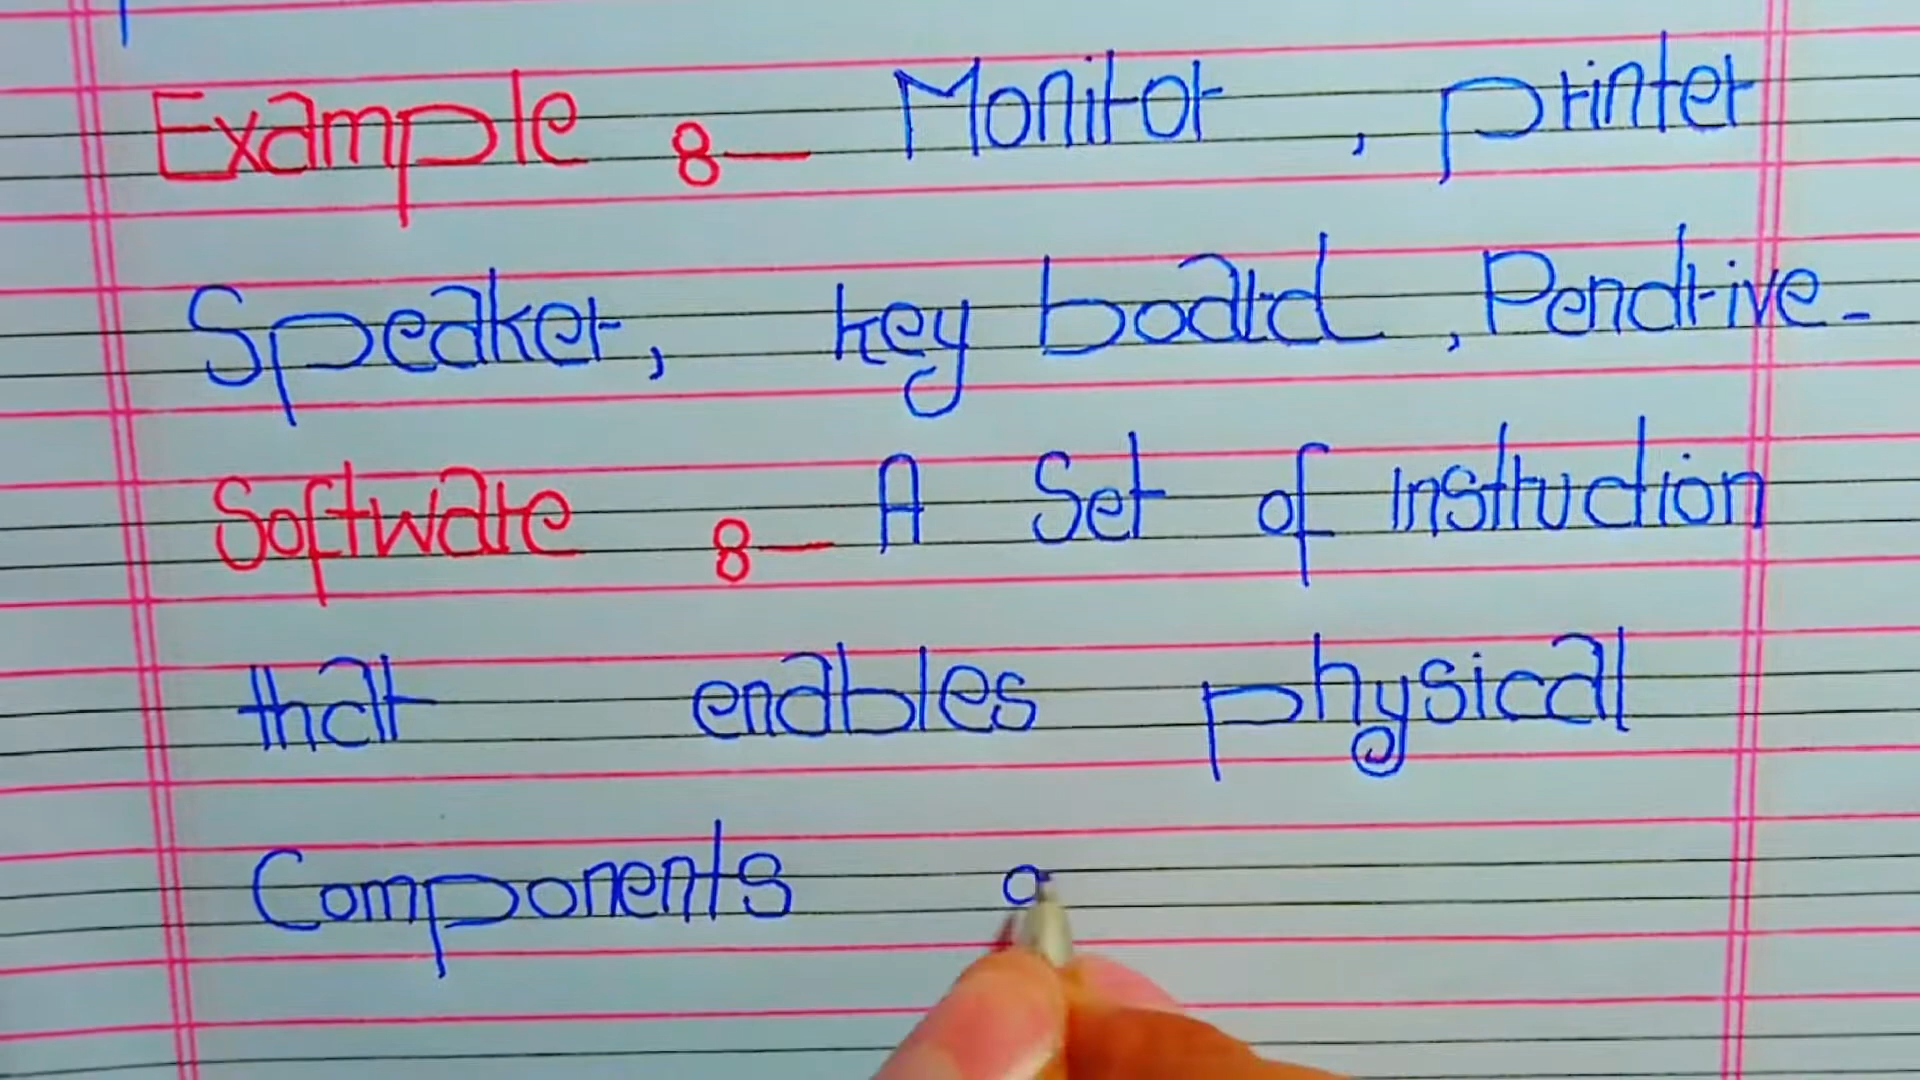 Example :- Monitor, printer
Speaker, key board, Pendrive.
Software :- A Set of instruction
that enables physical
Components o